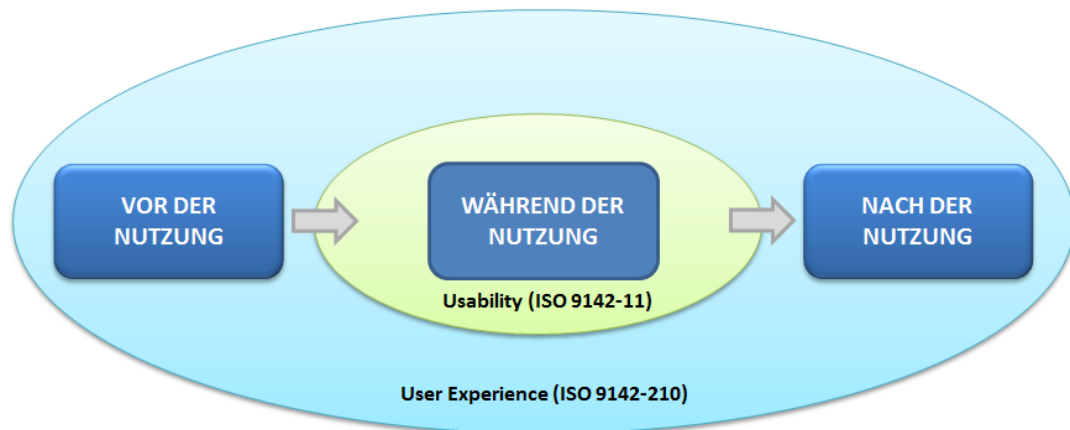 VOR DER
NUTZUNG
WÄHREND DER
NUTZUNG
NACH DER
NUTZUNG
Usability (ISO 9142-11)
User Experience (ISO 9142-210)